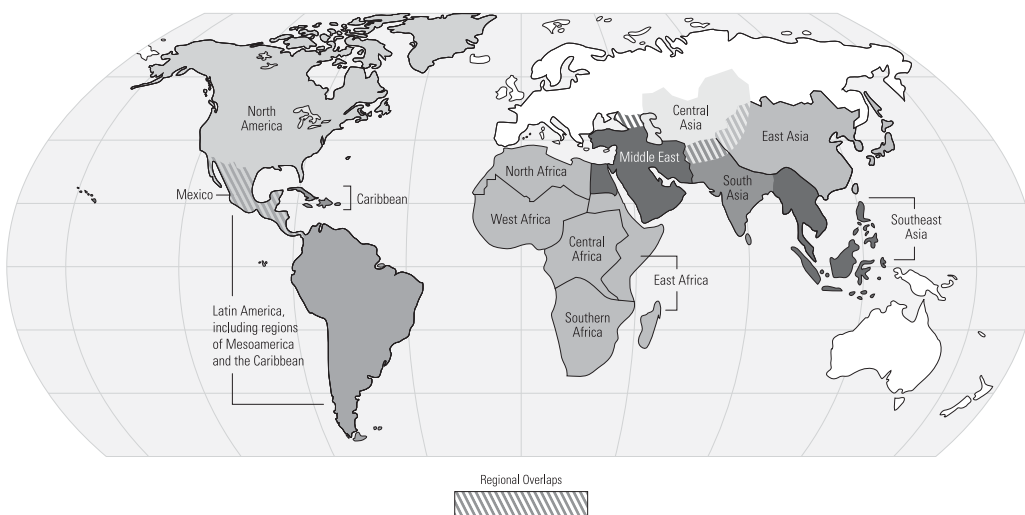 North
America
Mexico
Caribbean
Latin America,
including regions
of Mesoamerica
and the Caribbean
North Africa
West Africa
Central
Africa
East Africa
Southern
Africa
Middle East
Central
Asia
East Asia
South
Asia
Southeast
Asia
Regional Overlaps